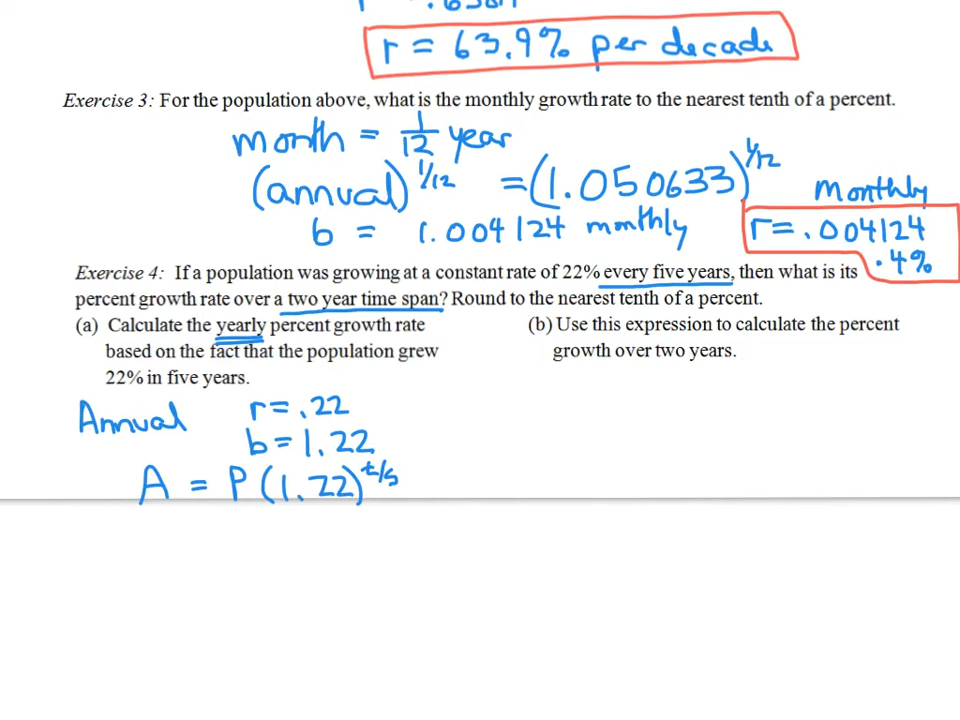 r = 63.9% per decade
Exercise 3: For the population above, what is the monthly growth rate to the nearest tenth of a percent.
month = 1/12 year
(annual)^1/12 = (1.050633)^1/12
monthly
b = 1.004124 monthly
r = .004124
.4%
Exercise 4: If a population was growing at a constant rate of 22% every five years, then what is its
percent growth rate over a two year time span? Round to the nearest tenth of a percent.
(a) Calculate the yearly percent growth rate
based on the fact that the population grew
22% in five years.
(b) Use this expression to calculate the percent
growth over two years.
Annual r = .22
b = 1.22
A = P(1.22)^t/5